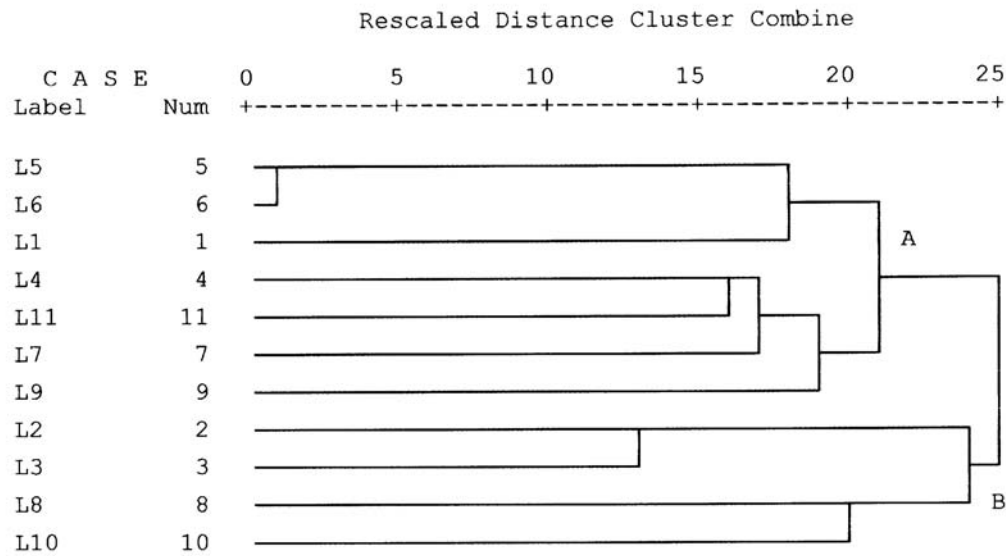 Rescaled Distance Cluster Combine
C A S E 0 5 10 15 20 25
Label Num +---------+---------+---------+---------+---------+
L5 5
L6 6
L1 1
A
L4 4
L11 11
L7 7
L9 9
L2 2
L3 3
L8 8
B
L10 10